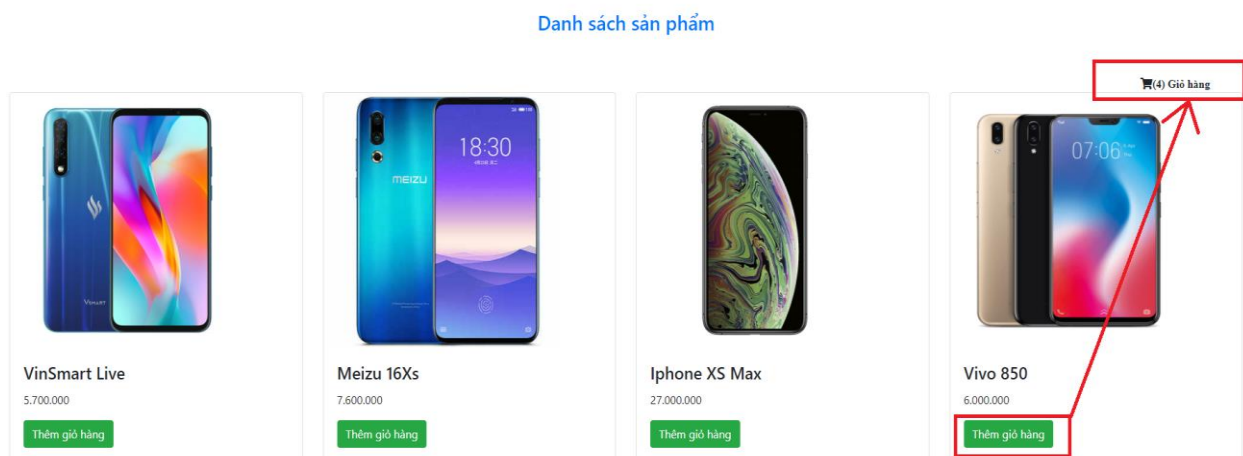 Danh sách sản phẩm
(4) Giỏ hàng
18:30
MEIZU
07:06
VinSmart Live
5.700.000
Thêm giỏ hàng
Meizu 16Xs
7.600.000
Thêm giỏ hàng
Iphone XS Max
27.000.000
Thêm giỏ hàng
Vivo 850
6.000.000
Thêm giỏ hàng